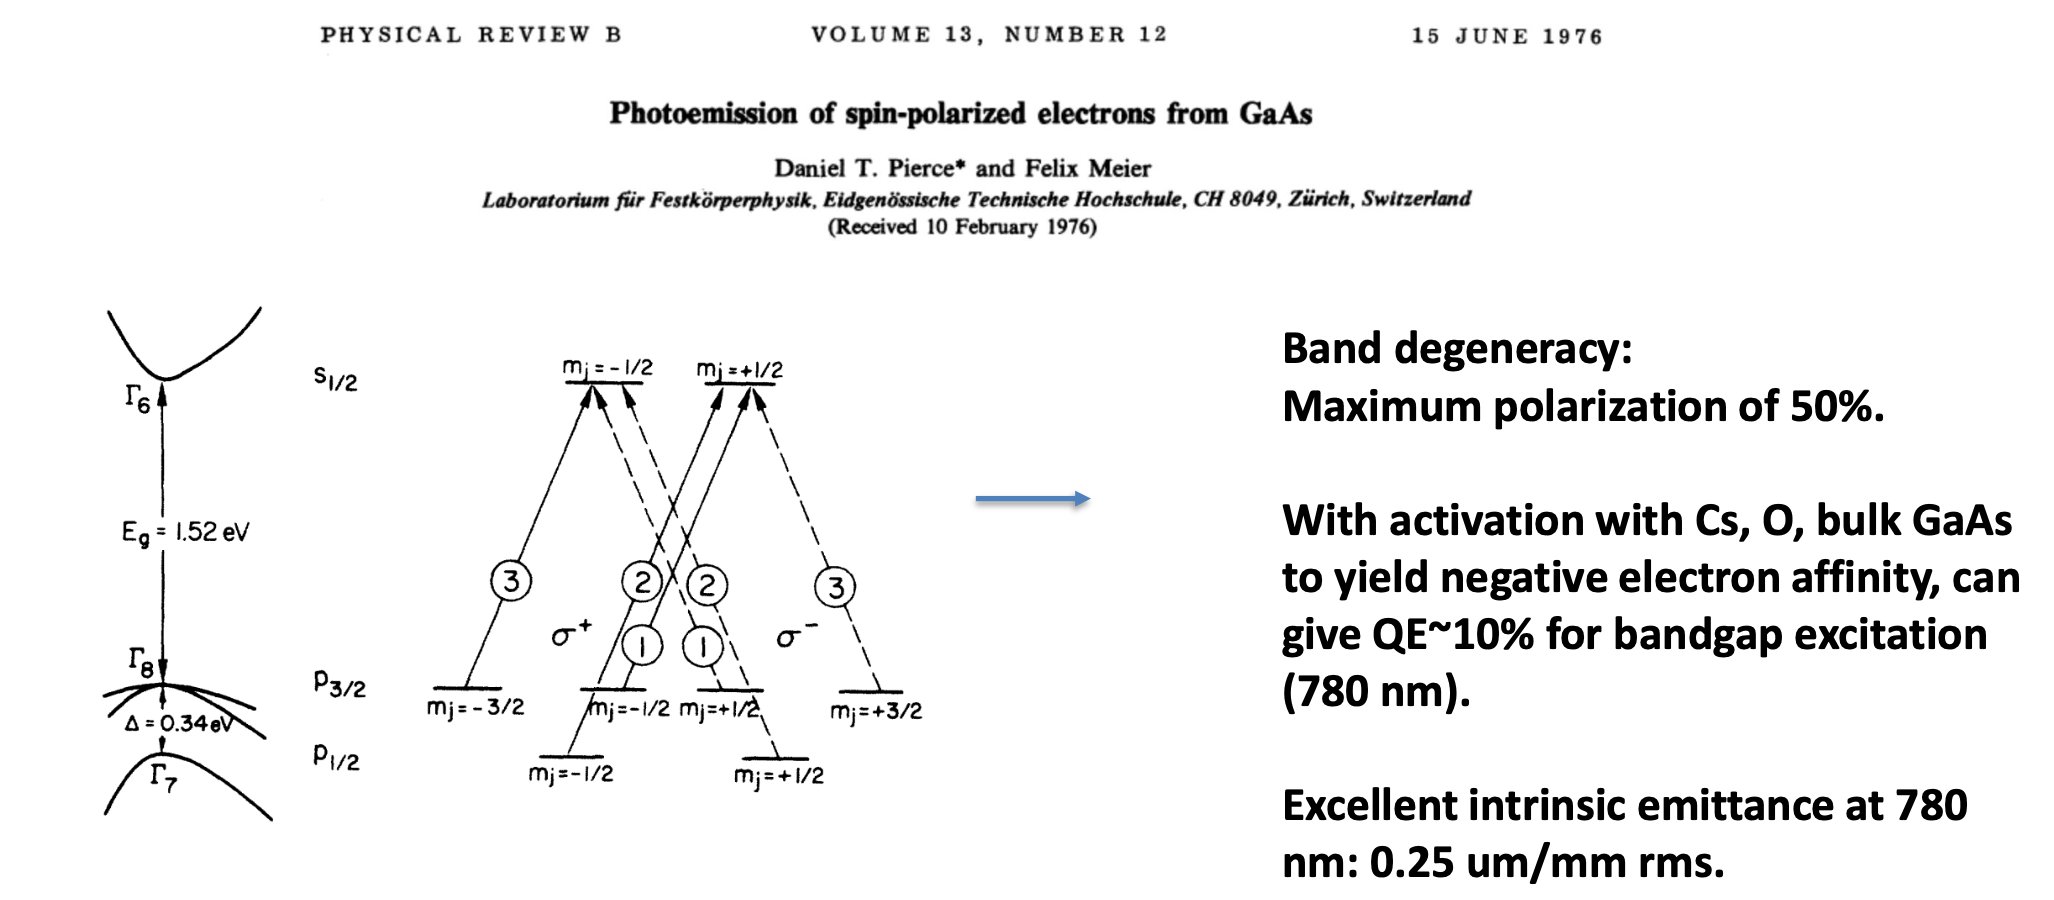 PHYSICAL REVIEW B VOLUME 13, NUMBER 12 15 JUNE 1976
Photoemission of spin-polarized electrons from GaAs
Daniel T. Pierce* and Felix Meier
Laboratorium für Festkörperphysik, Eidgenössische Technische Hochschule, CH 8049, Zürich, Switzerland
(Received 10 February 1976)
Γ6
Eg = 1.52 eV
Γ8
Δ = 0.34 eV
Γ7
S1/2
P3/2
P1/2
mj = -1/2 mj = +1/2
3 2 2 3
σ+ 1 1 σ-
mj = -3/2 mj=-1/2 mj=+1/2 mj=+3/2
mj=-1/2 mj=+1/2
Band degeneracy:
Maximum polarization of 50%.
With activation with Cs, O, bulk GaAs
to yield negative electron affinity, can
give QE~10% for bandgap excitation
(780 nm).
Excellent intrinsic emittance at 780
nm: 0.25 um/mm rms.